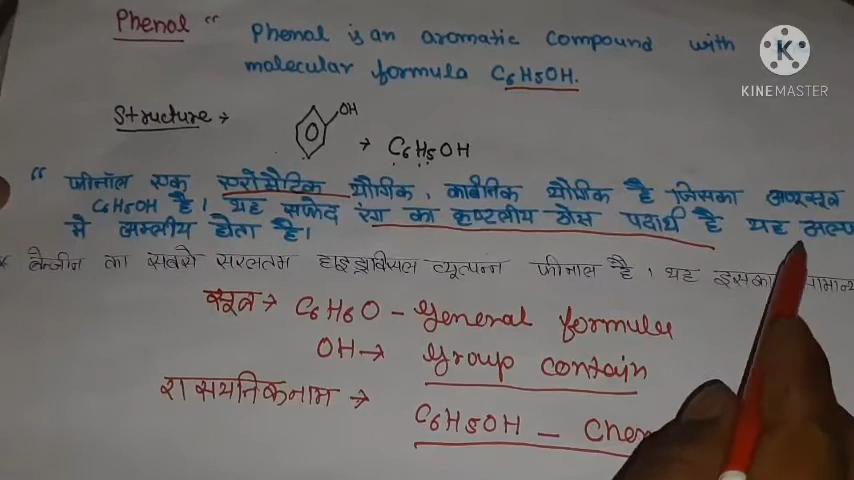 Phenol “ Phenol is an aromatic compound with
molecular formula C6H5OH.
Structure → OH → C6H5OH
“ फीनॉल एक एरोमैटिक यौगिक, कार्बनिक यौगिक है जिसका अणुसूत्र
C6H5OH है। यह सफेद रंग का कृष्टलीय ठोस पदार्थ है यह अल्प
मे अम्लीय होता है।
बेन्जीन का सबसे सरलतम हाइड्राक्सिल व्यूत्पन्न फीनाल है, यह इसका सामान्य
सूत्र → C6H6O - General formula
OH → group contain
रासयनिकनाम → C6H5OH - Chem
K
KINEMASTER